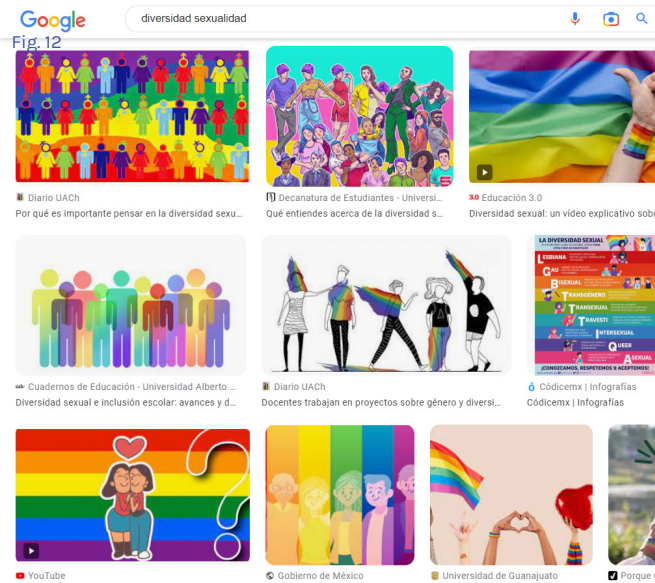 Google
diversidad sexualidad
Fig. 12
Diario UACh
Por qué es importante pensar en la diversidad sexu...
Decanatura de Estudiantes - Universi...
Qué entiendes acerca de la diversidad s...
3.0 Educación 3.0
Diversidad sexual: un vídeo explicativo sobr
LA DIVERSIDAD SEXUAL
LESBIANA
GAB
BISEXUAL
TRANSGÉNERO
TRANSEXUAL
TRAVESTI
INTERSEXUAL
QUEER
ASEXUAL
¡CONOZCAMOS, RESPETEMOS Y ACEPTEMOS!
Cuadernos de Educación - Universidad Alberto ...
Diversidad sexual e inclusión escolar: avances y d...
Diario UACh
Docentes trabajan en proyectos sobre género y diversi...
Códicemx | Infografías
Códicemx | Infografías
?
YouTube
Gobierno de México
Universidad de Guanajuato
Porque